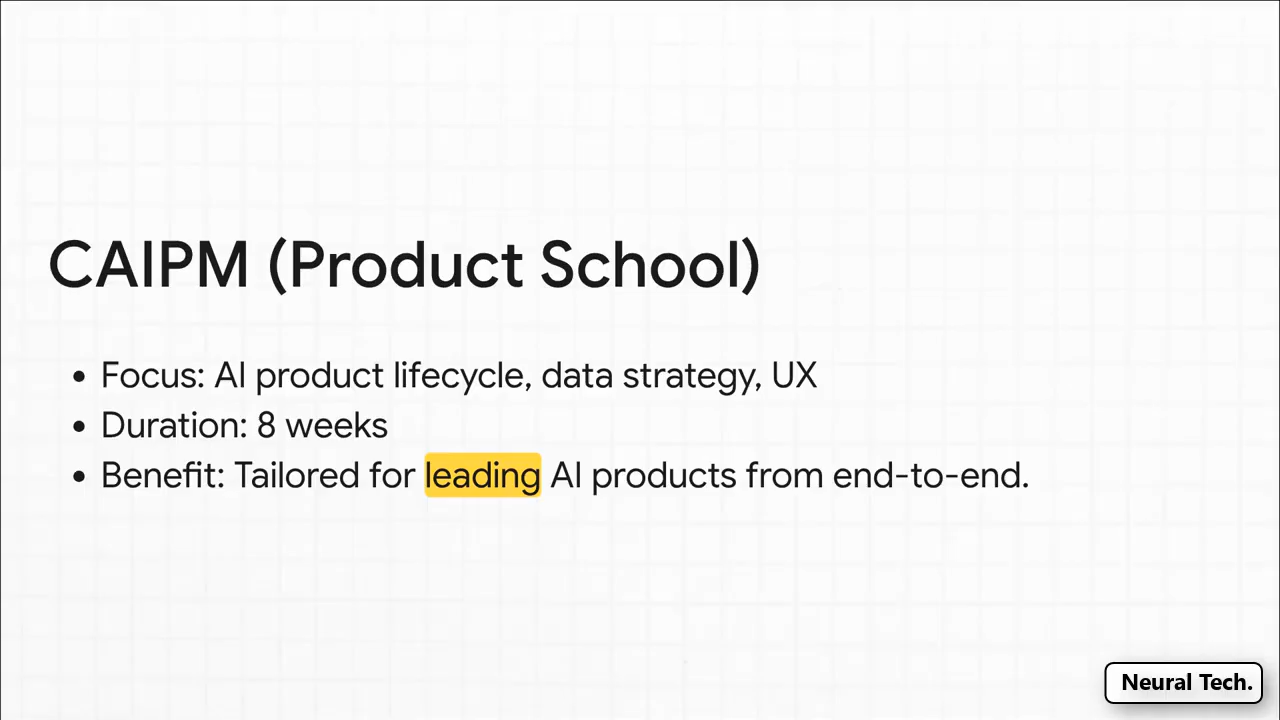 CAIPM (Product School)
• Focus: AI product lifecycle, data strategy, UX
• Duration: 8 weeks
• Benefit: Tailored for leading AI products from end-to-end.
Neural Tech.